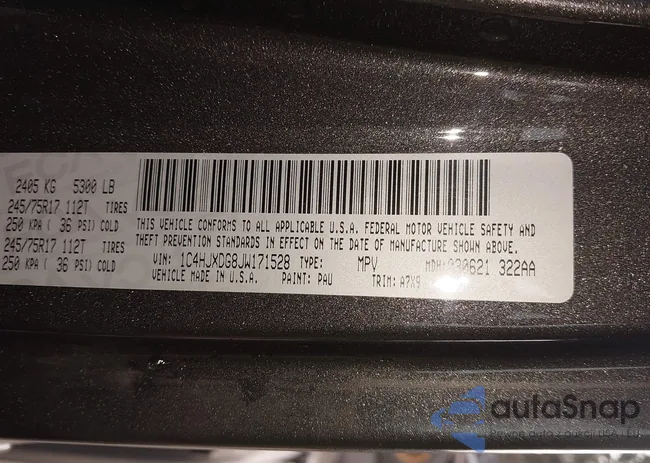 2405 KG 5300 LB
245/75R17 112T TIRES
250 KPA ( 36 PSI) COLD
245/75R17 112T TIRES
250 KPA ( 36 PSI) COLD
THIS VEHICLE CONFORMS TO ALL APPLICABLE U.S.A. FEDERAL MOTOR VEHICLE SAFETY AND
THEFT PREVENTION STANDARDS IN EFFECT ON THE DATE OF MANUFACTURE SHOWN ABOVE.
VIN: 1C4HJXDG8JW171528 TYPE: MPV MDH: 030621 322AA
MADE IN U.S.A. PAINT: PAU TRIM: A7X9
autoSnap